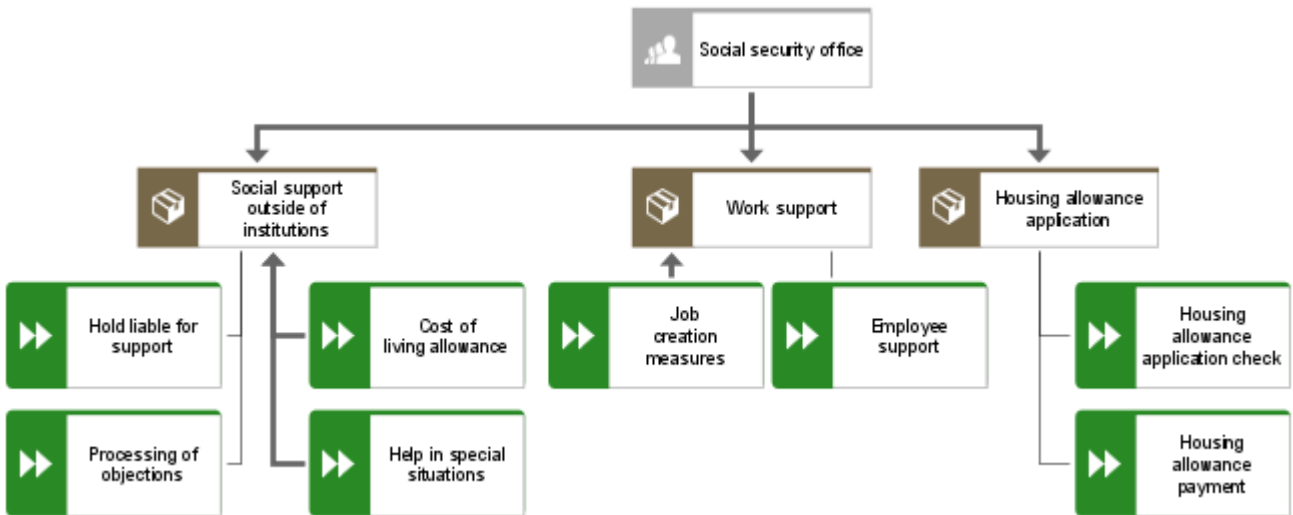 Social security office
Social support
outside of
institutions
Work support
Housing allowance
application
Hold liable for
support
Cost of
living allowance
Job
creation
measures
Employee
support
Housing
allowance
application check
Processing of
objections
Help in special
situations
Housing
allowance
payment